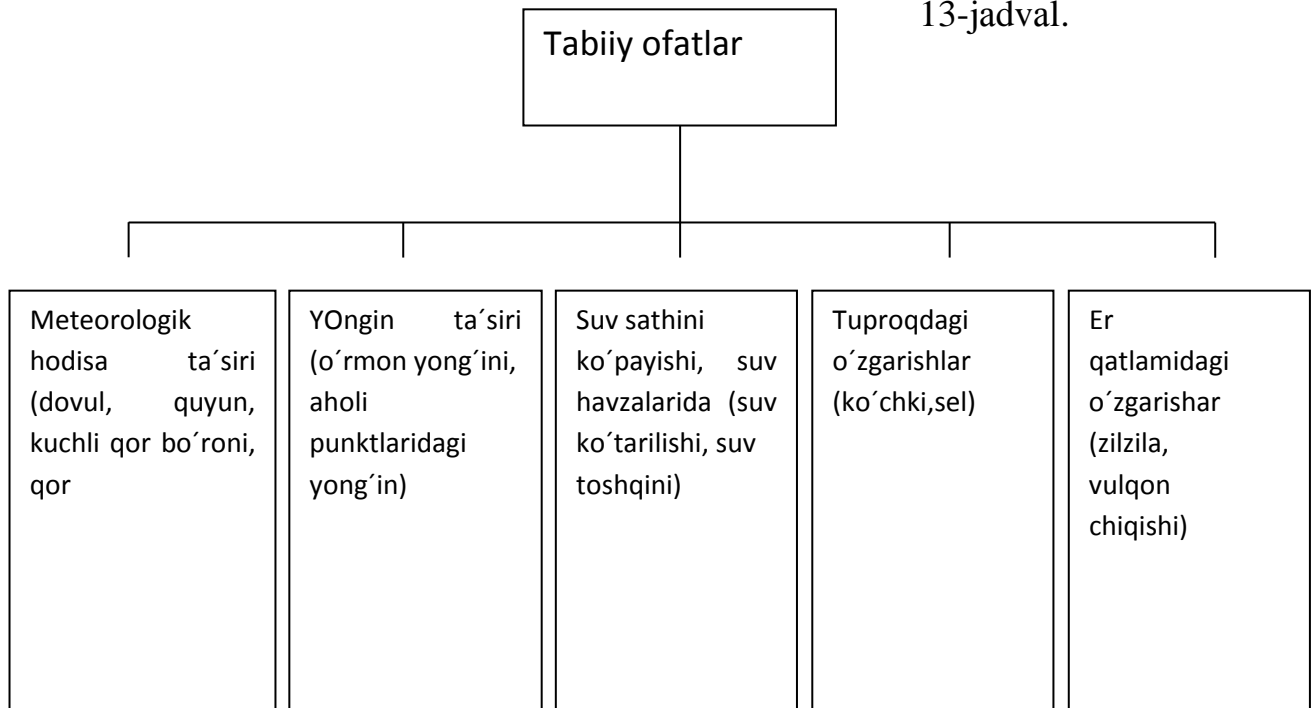 13-jadval.
Tabiiy ofatlar
Meteorologik
hodisa ta´siri
(dovul, quyun,
kuchli qor bo´roni,
qor
YOngin ta´siri
(o´rmon yong´ini,
aholi
punktlaridagi
yong´in)
Suv sathini
ko´payishi, suv
havzalarida (suv
ko´tarilishi, suv
toshqini)
Tuproqdagi
o´zgarishlar
(ko´chki,sel)
Er
qatlamidagi
o´zgarishar
(zilzila,
vulqon
chiqishi)